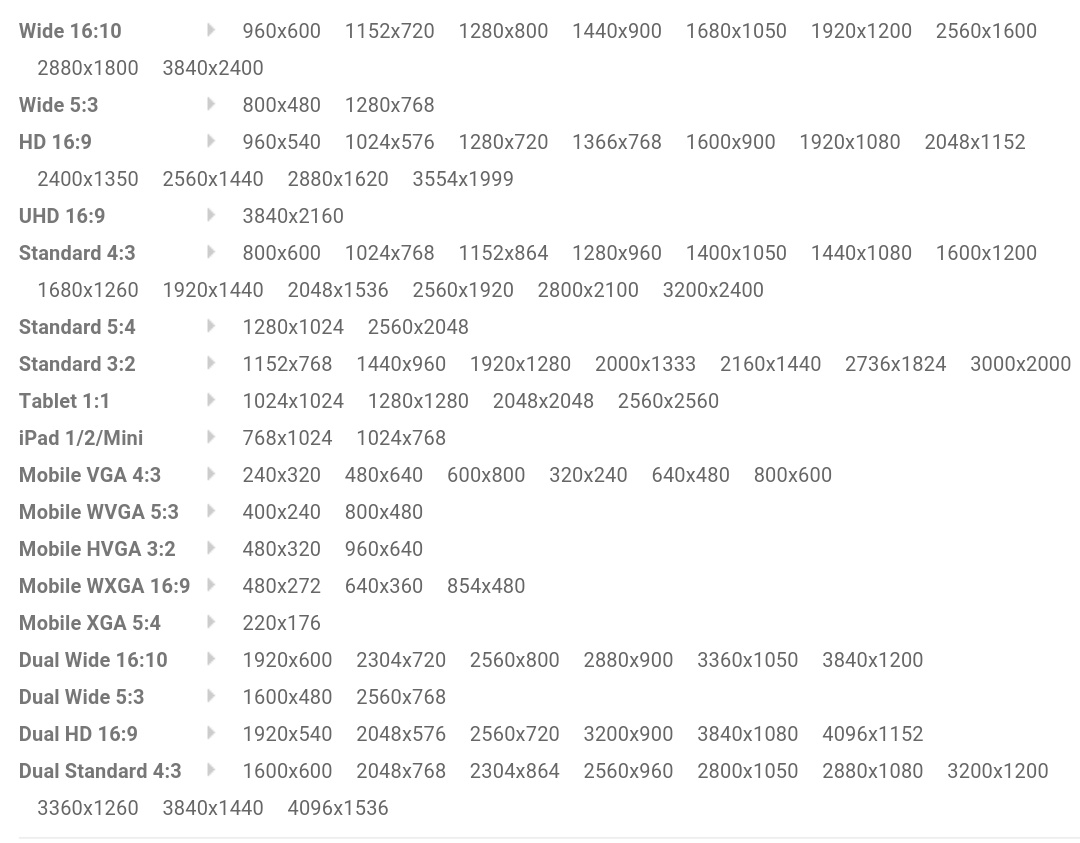 Wide 16:10 960x600 1152x720 1280x800 1440x900 1680x1050 1920x1200 2560x1600
2880x1800 3840x2400
Wide 5:3 800x480 1280x768
HD 16:9 960x540 1024x576 1280x720 1366x768 1600x900 1920x1080 2048x1152
2400x1350 2560x1440 2880x1620 3554x1999
UHD 16:9 3840x2160
Standard 4:3 800x600 1024x768 1152x864 1280x960 1400x1050 1440x1080 1600x1200
1680x1260 1920x1440 2048x1536 2560x1920 2800x2100 3200x2400
Standard 5:4 1280x1024 2560x2048
Standard 3:2 1152x768 1440x960 1920x1280 2000x1333 2160x1440 2736x1824 3000x2000
Tablet 1:1 1024x1024 1280x1280 2048x2048 2560x2560
iPad 1/2/Mini 768x1024 1024x768
Mobile VGA 4:3 240x320 480x640 600x800 320x240 640x480 800x600
Mobile WVGA 5:3 400x240 800x480
Mobile HVGA 3:2 480x320 960x640
Mobile WXGA 16:9 480x272 640x360 854x480
Mobile XGA 5:4 220x176
Dual Wide 16:10 1920x600 2304x720 2560x800 2880x900 3360x1050 3840x1200
Dual Wide 5:3 1600x480 2560x768
Dual HD 16:9 1920x540 2048x576 2560x720 3200x900 3840x1080 4096x1152
Dual Standard 4:3 1600x600 2048x768 2304x864 2560x960 2800x1050 2880x1080 3200x1200
3360x1260 3840x1440 4096x1536